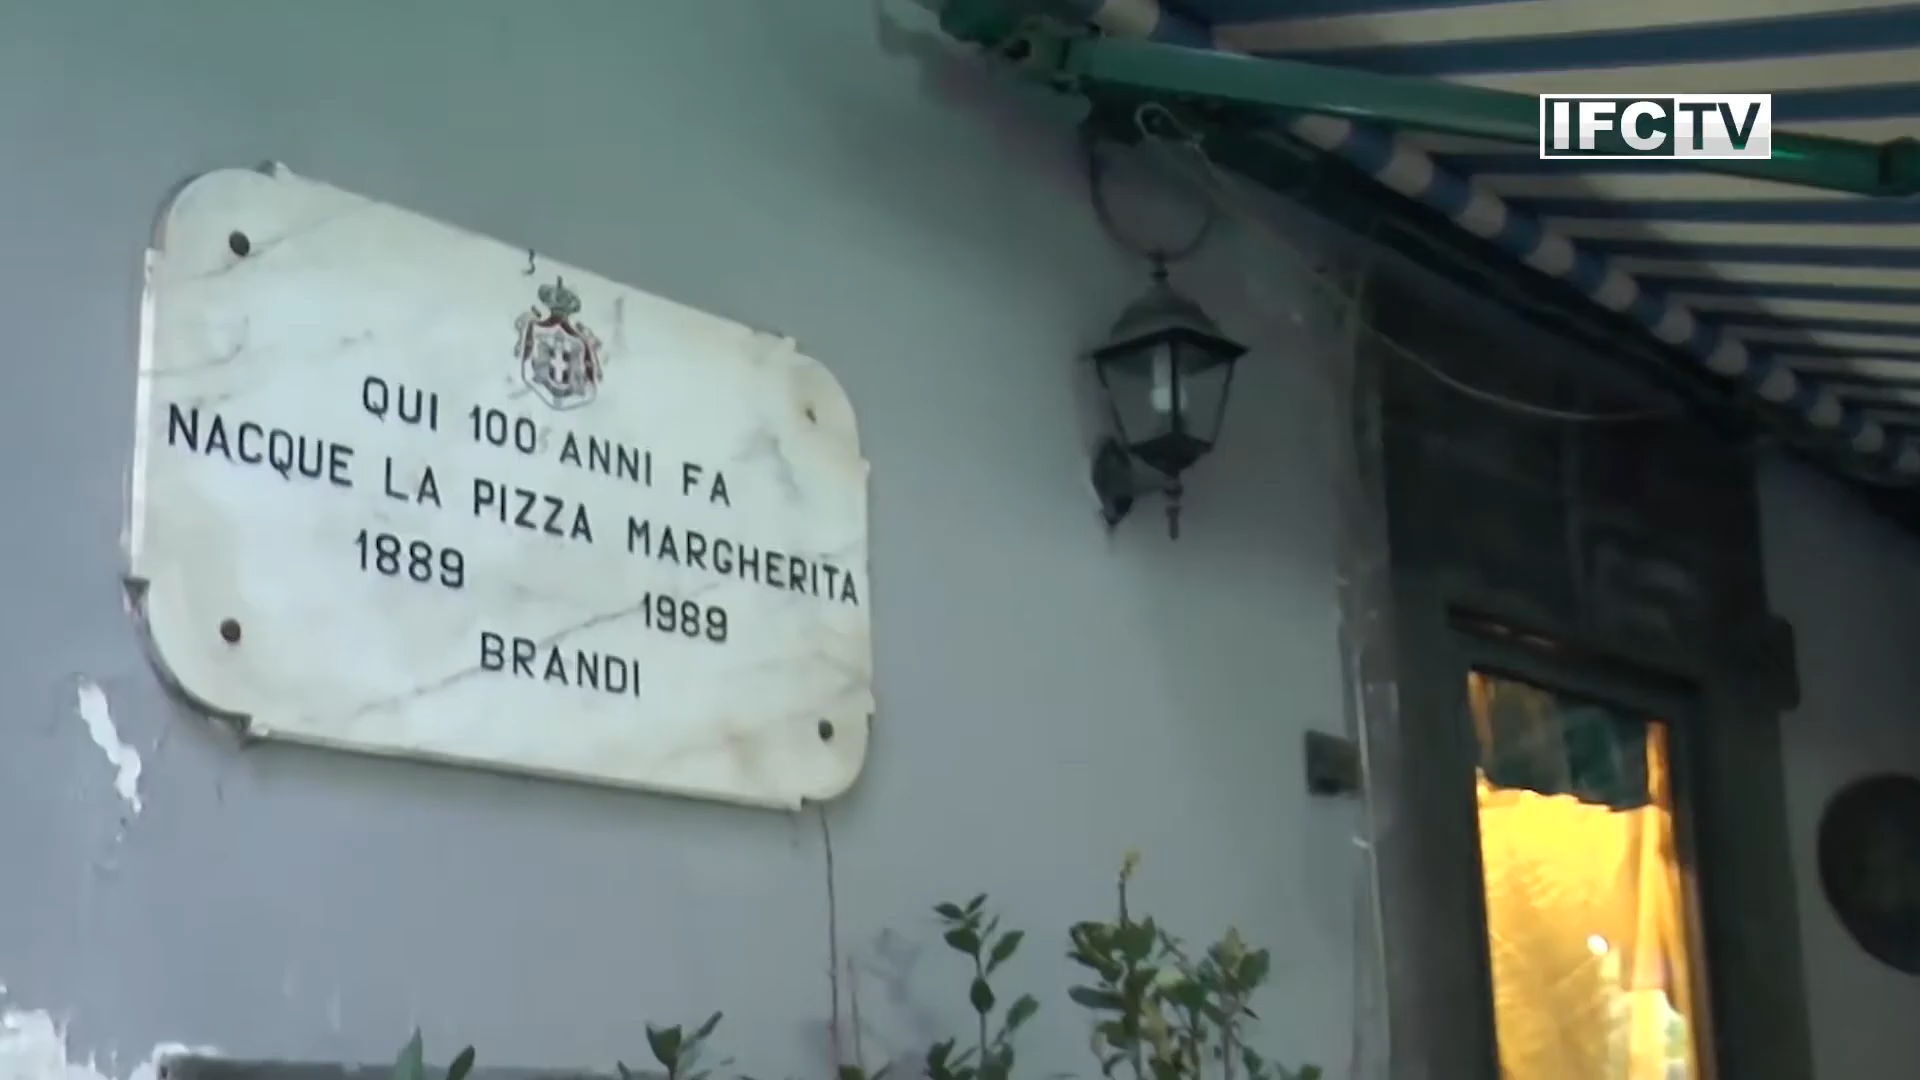 IFCTV
QUI 100 ANNI FA
NACQUE LA PIZZA MARGHERITA
1889 1989
BRANDI